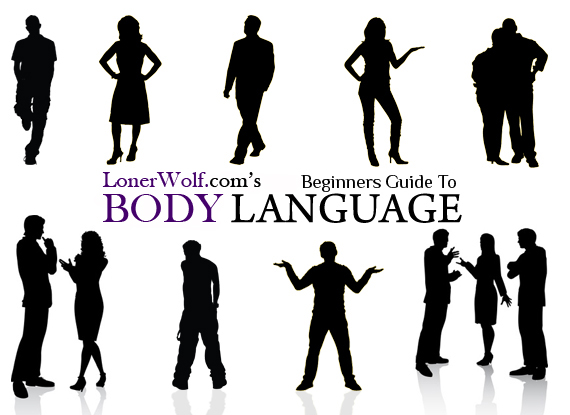 LonerWolf.com's Beginners Guide To
BODY LANGUAGE